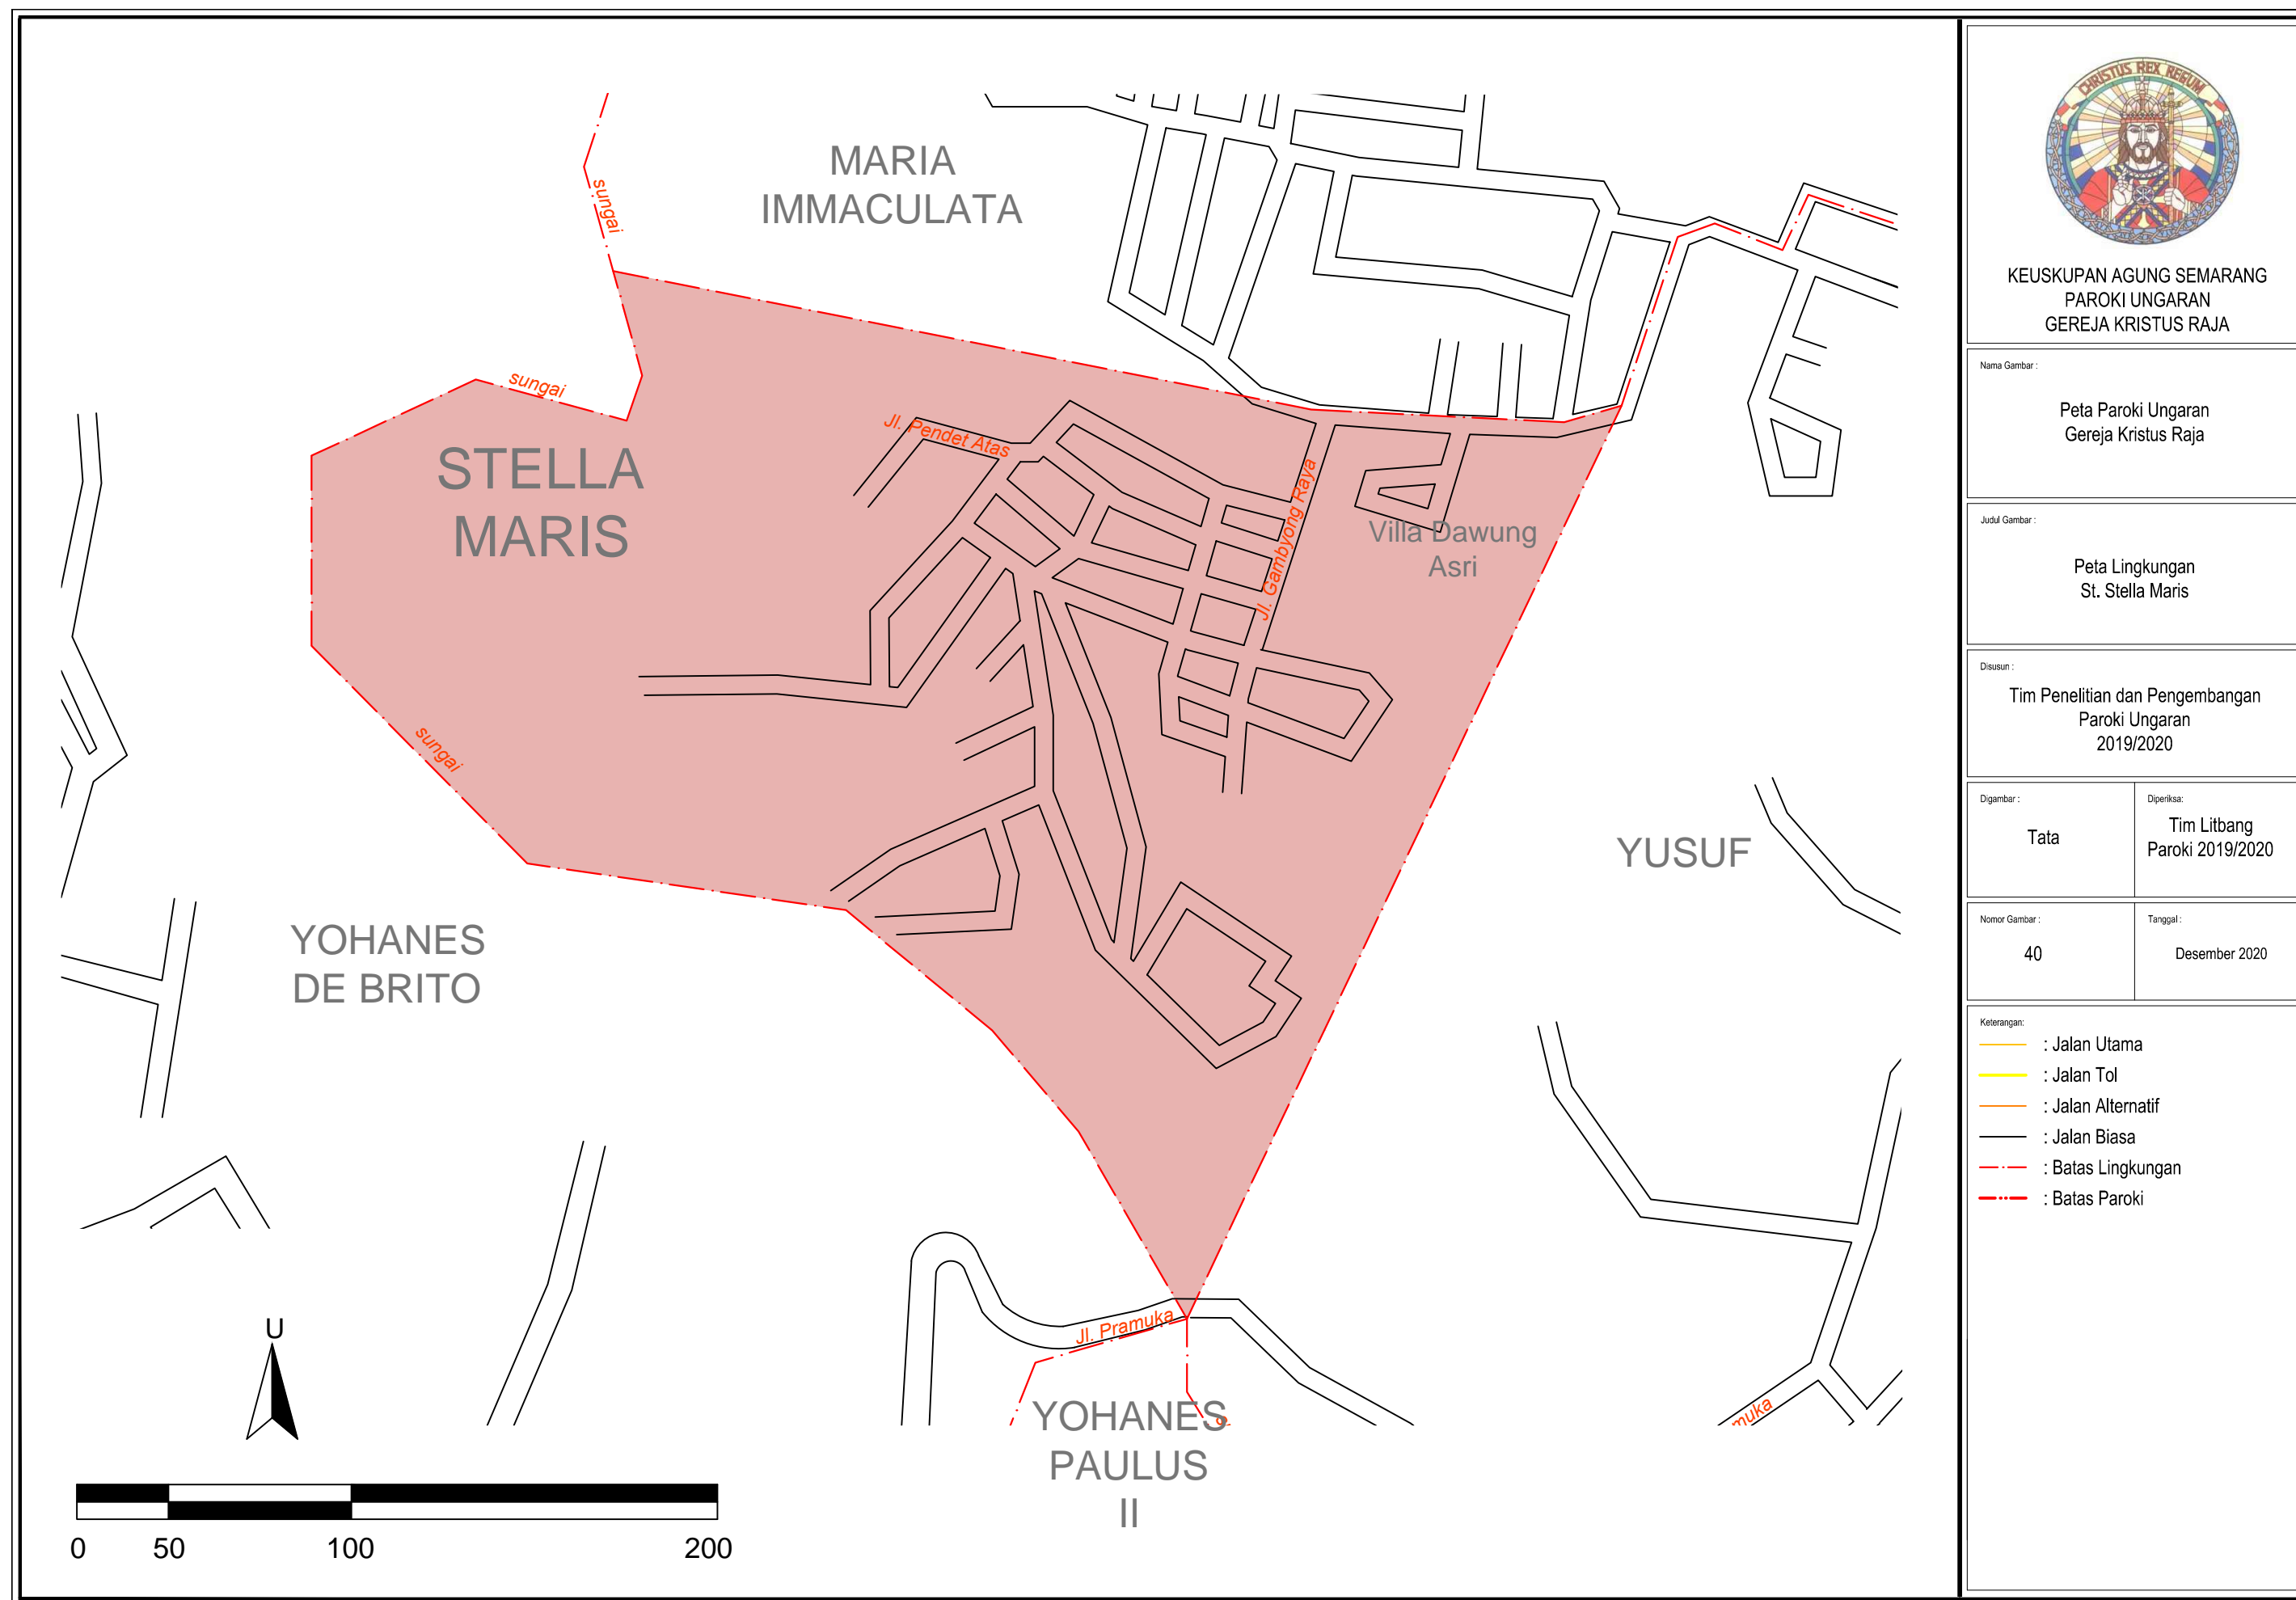 MARIA
IMMACULATA
sungai
sungai
STELLA
MARIS
Jl. Pendet Atas
Jl. Gambyong Raya
Villa Dawung
Asri
sungai
YUSUF
YOHANES
DE BRITO
Jl. Pramuka
muka
YOHANES
PAULUS
II
U
0 50 100 200
CHRISTUS REX REGUM
KEUSKUPAN AGUNG SEMARANG
PAROKI UNGARAN
GEREJA KRISTUS RAJA
Nama Gambar :
Peta Paroki Ungaran
Gereja Kristus Raja
Judul Gambar :
Peta Lingkungan
St. Stella Maris
Disusun :
Tim Penelitian dan Pengembangan
Paroki Ungaran
2019/2020
Digambar :
Tata
Diperiksa:
Tim Litbang
Paroki 2019/2020
Nomor Gambar :
40
Tanggal :
Desember 2020
Keterangan:
: Jalan Utama
: Jalan Tol
: Jalan Alternatif
: Jalan Biasa
: Batas Lingkungan
: Batas Paroki